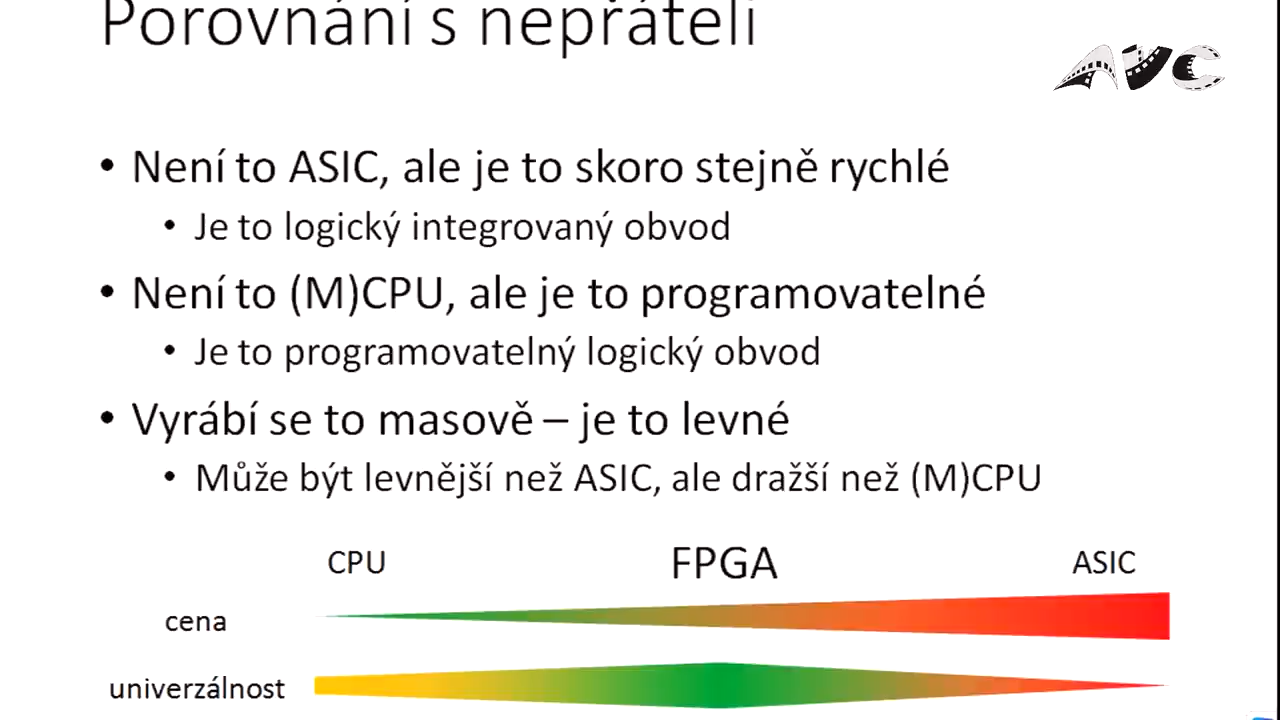 Porovnání s nepřáteli
AVC
• Není to ASIC, ale je to skoro stejně rychlé
• Je to logický integrovaný obvod
• Není to (M)CPU, ale je to programovatelné
• Je to programovatelný logický obvod
• Vyrábí se to masově – je to levné
• Může být levnější než ASIC, ale dražší než (M)CPU
CPU FPGA ASIC
cena
univerzálnost